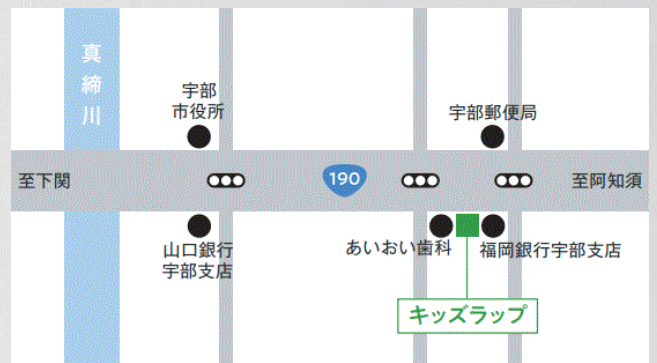 真締川
宇部
市役所
宇部郵便局
至下関
190
至阿知須
山口銀行
宇部支店
あいおい歯科
福岡銀行宇部支店
キッズラップ